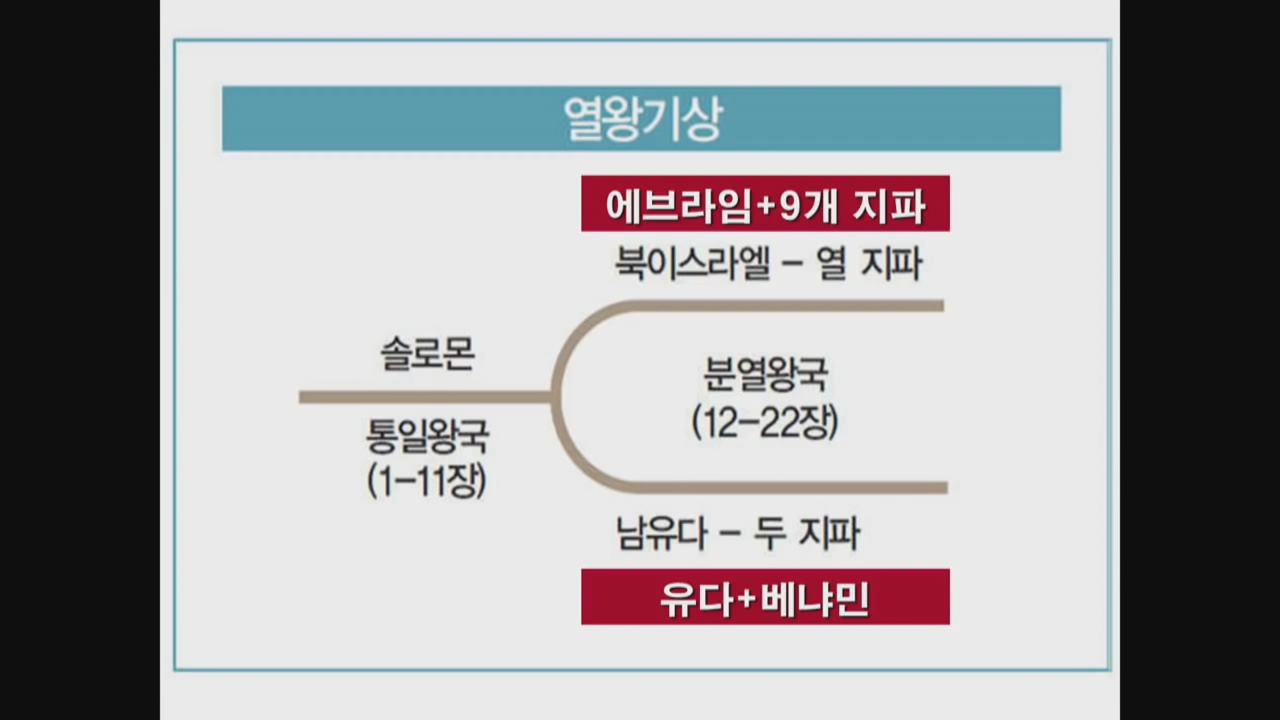 열왕기상
에브라임+9개 지파
북이스라엘 – 열 지파
솔로몬
통일왕국
(1–11장)
분열왕국
(12–22장)
남유다 – 두 지파
유다+베냐민